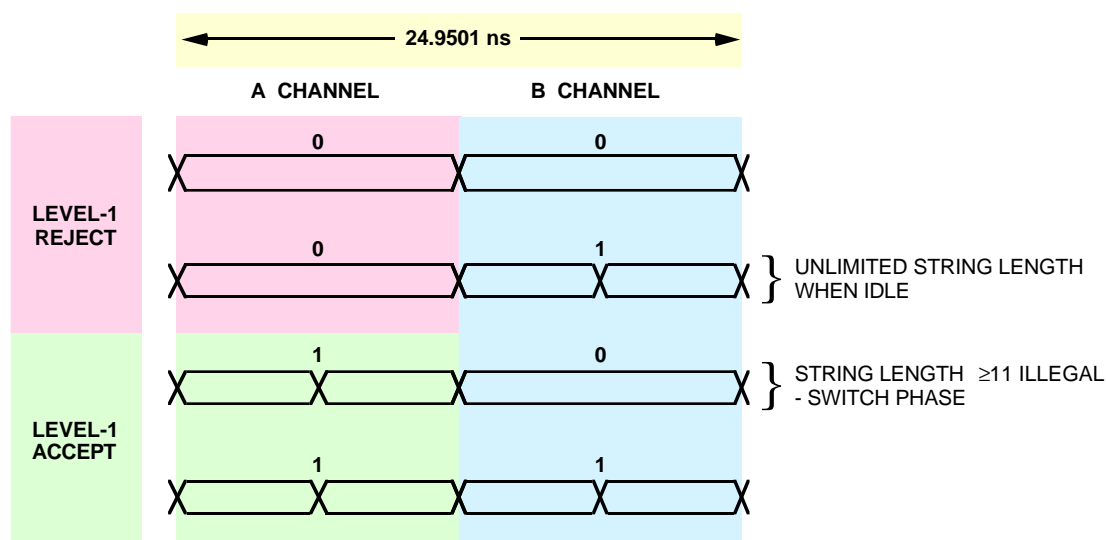 24.9501 ns
A CHANNEL B CHANNEL
0 0
LEVEL-1
REJECT
0 1
} UNLIMITED STRING LENGTH
WHEN IDLE
1 0
} STRING LENGTH ≥11 ILLEGAL
- SWITCH PHASE
LEVEL-1
ACCEPT
1 1